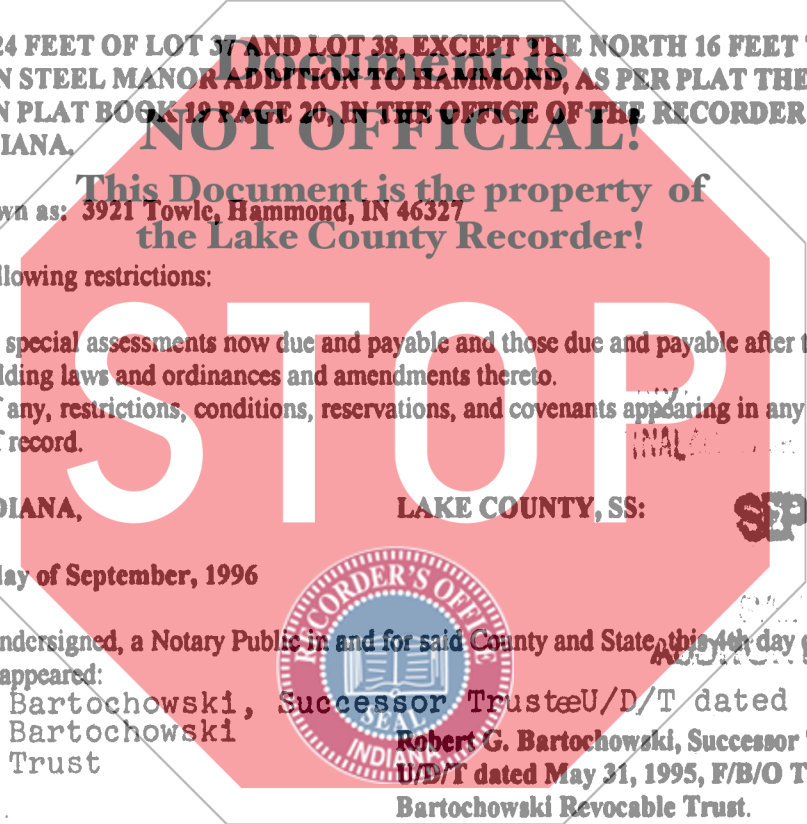 24 FEET OF LOT 37 AND LOT 38, EXCEPT THE NORTH 16 FEET
Document is
N STEEL MANOR ADDITION TO HAMMOND, AS PER PLAT THE
N PLAT BOOK 19 PAGE 20, IN THE OFFICE OF THE RECORDER
NOT OFFICIAL!
IANA.
This Document is the property of
wn as: 3921 Towle, Hammond, IN 46327
the Lake County Recorder!
llowing restrictions:
STOP
special assessments now due and payable and those due and payable after t
lding laws and ordinances and amendments thereto.
f any, restrictions, conditions, reservations, and covenants appearing in any
f record.
DIANA,
LAKE COUNTY, SS:
SEP
day of September, 1996
RECORDER'S OFFICE
SEAL
INDIANA
ndersigned, a Notary Public in and for said County and State, this 4th day
appeared:
Bartochowski, Successor Trustee U/D/T dated
Bartochowski
Trust
Robert G. Bartochowski, Successor
U/D/T dated May 31, 1995, F/B/O T
Bartochowski Revocable Trust.